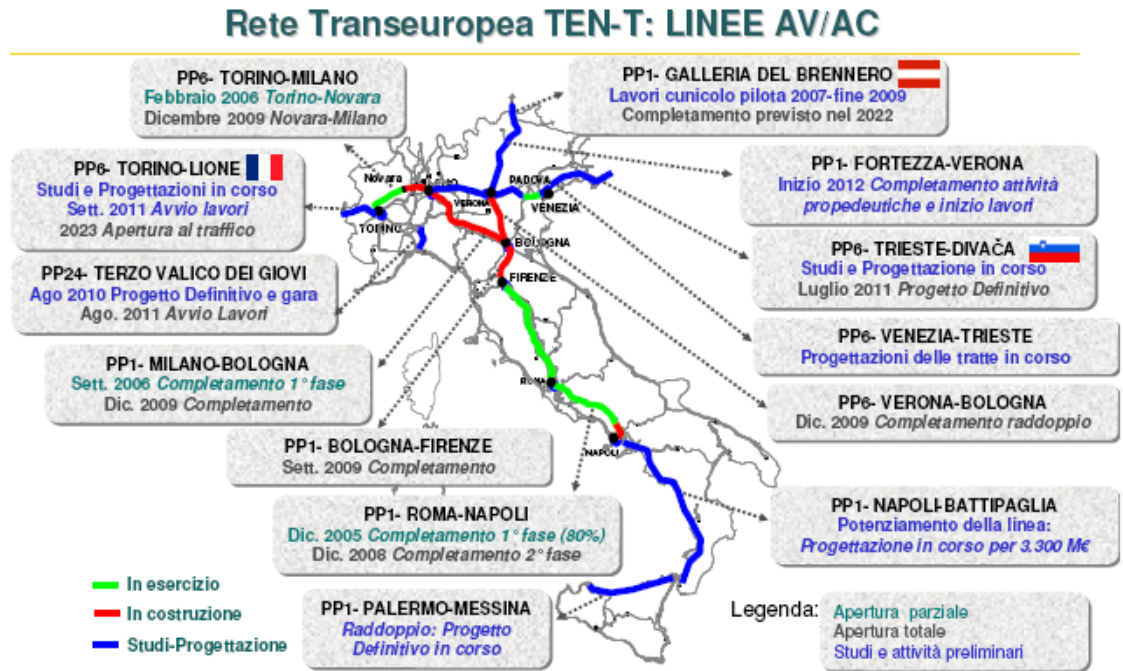 Rete Transeuropea TEN-T: LINEE AV/AC
PP6- TORINO-MILANO
Febbraio 2006 Torino-Novara
Dicembre 2009 Novara-Milano
PP1- GALLERIA DEL BRENNERO
Lavori cunicolo pilota 2007-fine 2009
Completamento previsto nel 2022
PP6- TORINO-LIONE
Studi e Progettazioni in corso
Sett. 2011 Avvio lavori
2023 Apertura al traffico
PP1- FORTEZZA-VERONA
Inizio 2012 Completamento attività
propedeutiche e inizio lavori
Novara
VERONA
PADOVA
VENEZIA
TORINO
BOLOGNA
FIRENZE
ROMA
NAPOLI
PP24- TERZO VALICO DEI GIOVI
Ago 2010 Progetto Definitivo e gara
Ago. 2011 Avvio Lavori
PP6- TRIESTE-DIVAČA
Studi e Progettazione in corso
Luglio 2011 Progetto Definitivo
PP1- MILANO-BOLOGNA
Sett. 2006 Completamento 1° fase
Dic. 2009 Completamento
PP6- VENEZIA-TRIESTE
Progettazioni delle tratte in corso
PP6- VERONA-BOLOGNA
Dic. 2009 Completamento raddoppio
PP1- BOLOGNA-FIRENZE
Sett. 2009 Completamento
PP1- ROMA-NAPOLI
Dic. 2005 Completamento 1° fase (80%)
Dic. 2008 Completamento 2° fase
PP1- NAPOLI-BATTIPAGLIA
Potenziamento della linea:
Progettazione in corso per 3.300 M€
PP1- PALERMO-MESSINA
Raddoppio: Progetto
Definitivo in corso
In esercizio
In costruzione
Studi-Progettazione
Legenda:
Apertura parziale
Apertura totale
Studi e attività preliminari